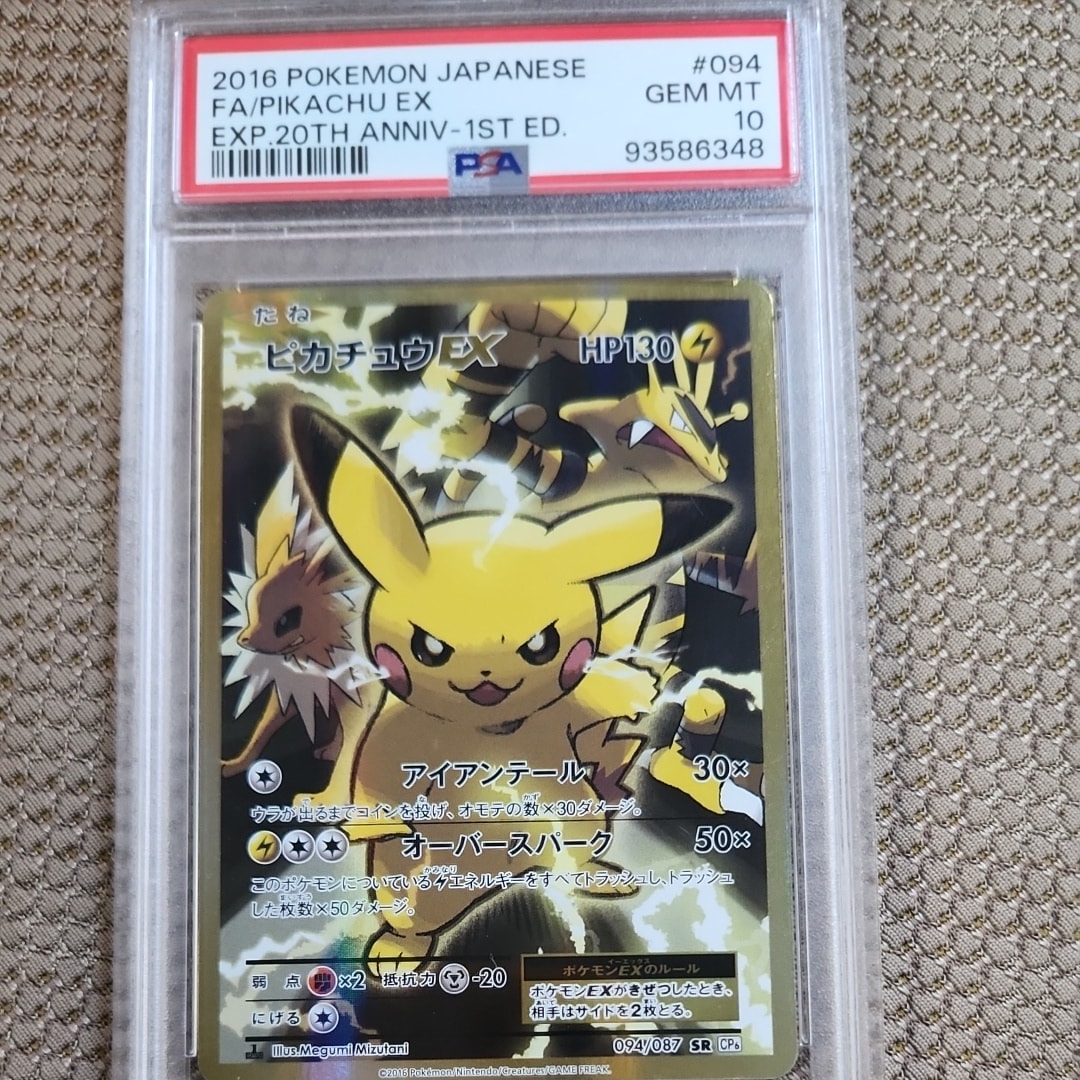 2016 POKEMON JAPANESE #094
FA/PIKACHU EX GEM MT
EXP.20TH ANNIV-1ST ED. 10
PSA 93586348
たね
ピカチュウEX HP130
アイアンテール 30×
ウラが出るまでコインを投げ、オモテの数×30ダメージ。
オーバースパーク 50×
このポケモンについているエネルギーをすべてトラッシュし、トラッシュ
した枚数×50ダメージ。
弱点 ×2 抵抗力 -20
ポケモンEXのルール
ポケモンEXがきぜつしたとき、
相手はサイドを2枚とる。
にげる
1 Illus.Megumi Mizutani 094/087 SR CP6
©2016 Pokémon/Nintendo/Creatures/GAME FREAK.